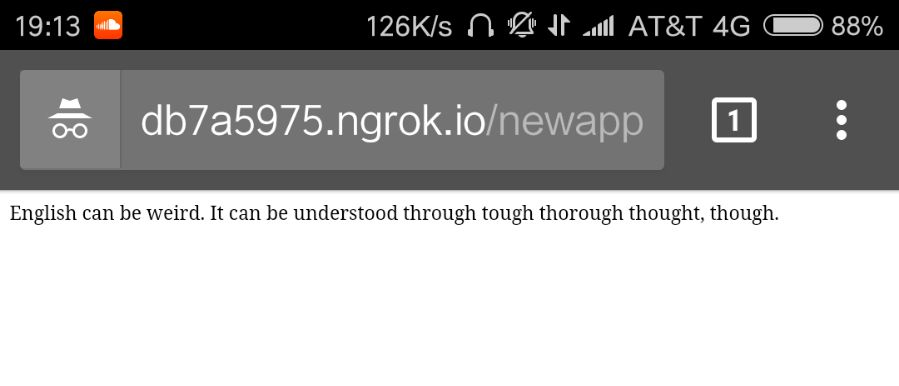 19:13 126K/s AT&T 4G 88%
db7a5975.ngrok.io/newapp 1
English can be weird. It can be understood through tough thorough thought, though.